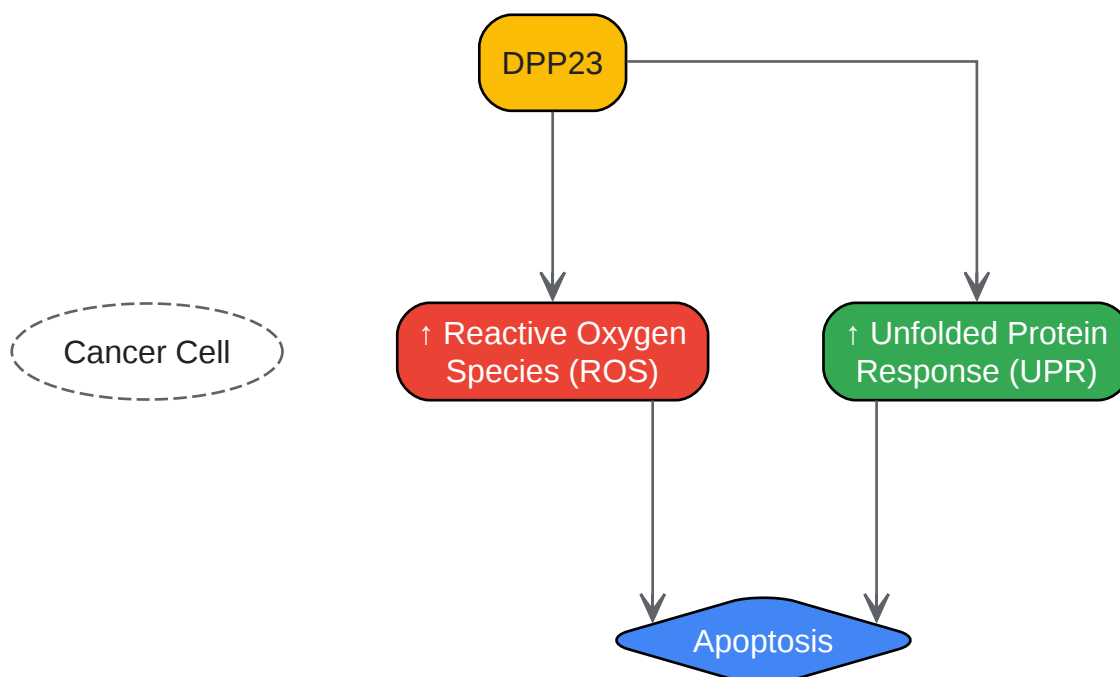 DPP23
Cancer Cell
↑ Reactive Oxygen
Species (ROS)
↑ Unfolded Protein
Response (UPR)
Apoptosis